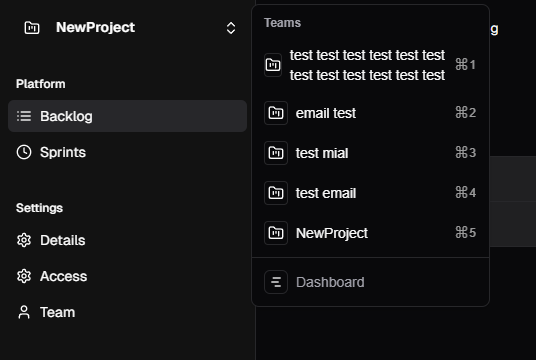 NewProject
Platform
Backlog
Sprints
Settings
Details
Access
Team
Teams
test test test test test test
test test test test test test
⌘1
email test
⌘2
test mial
⌘3
test email
⌘4
NewProject
⌘5
Dashboard
g